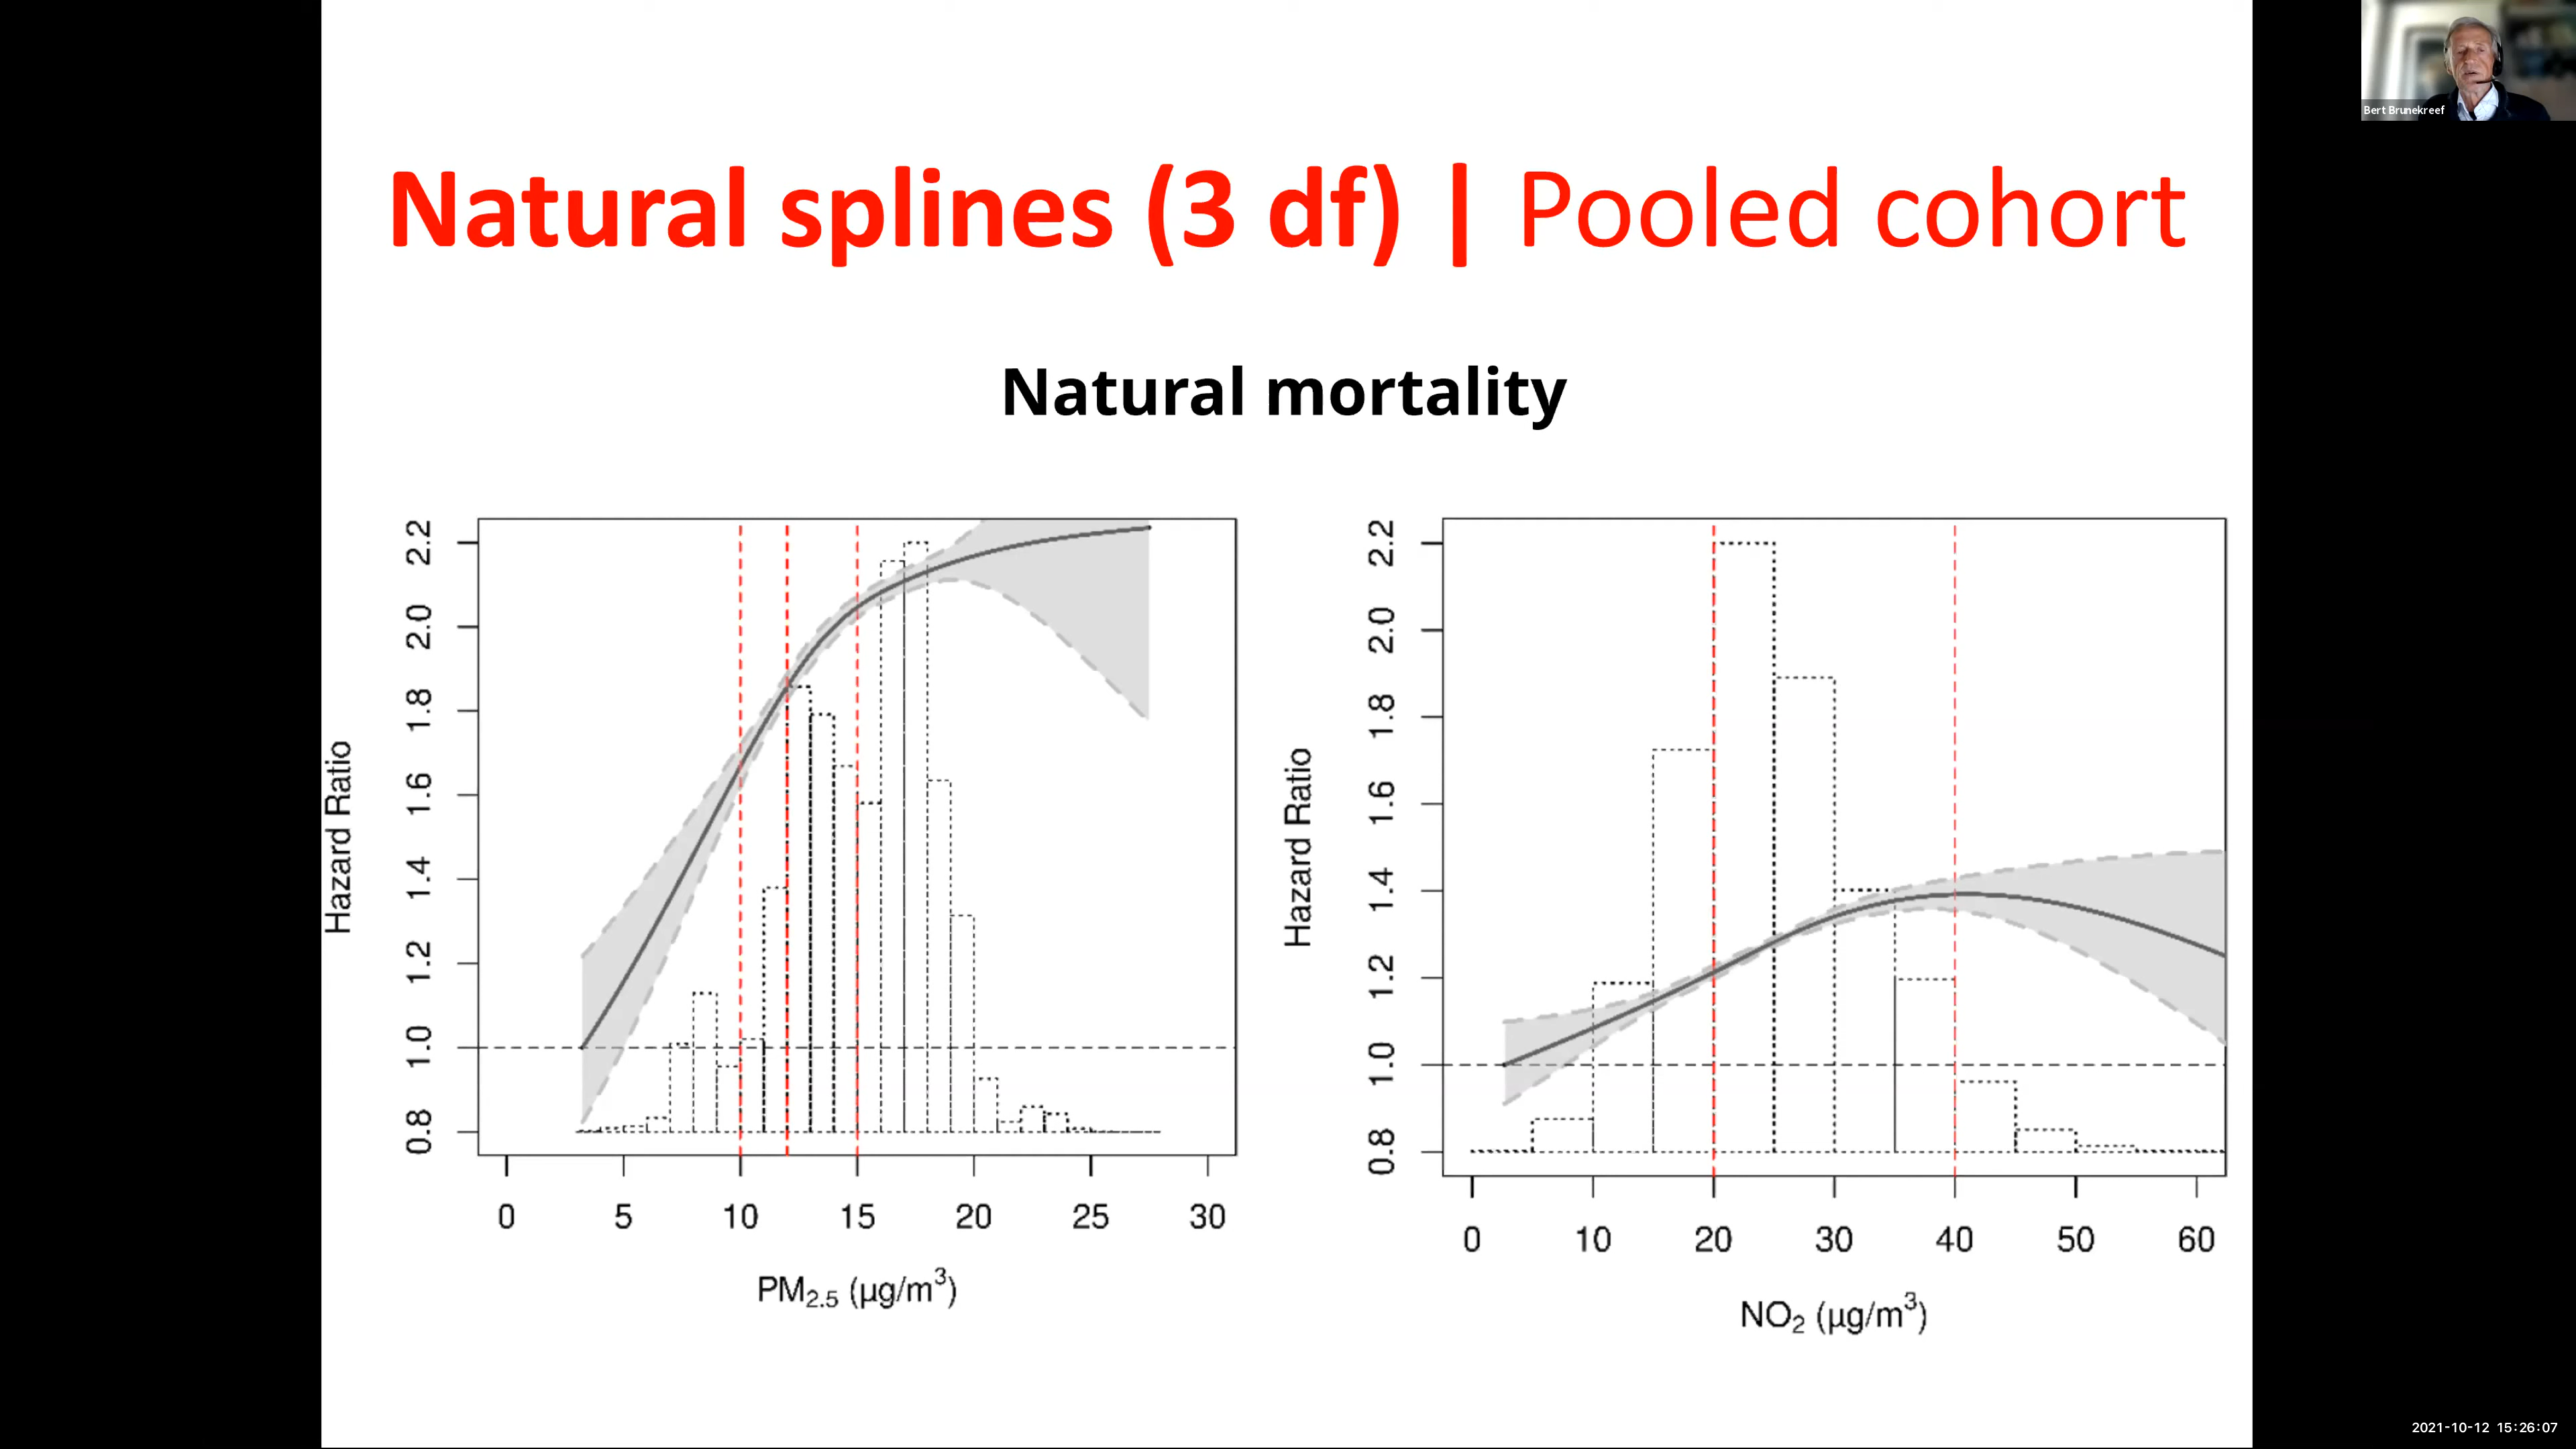 Bert Brunekreef
Natural splines (3 df) | Pooled cohort
Natural mortality
Hazard Ratio
2.2
2.0
1.8
1.6
1.4
1.2
1.0
0.8
0 5 10 15 20 25 30
PM2.5 (µg/m³)
Hazard Ratio
2.2
2.0
1.8
1.6
1.4
1.2
1.0
0.8
0 10 20 30 40 50 60
NO2 (µg/m³)
2021-10-12 15:26:07